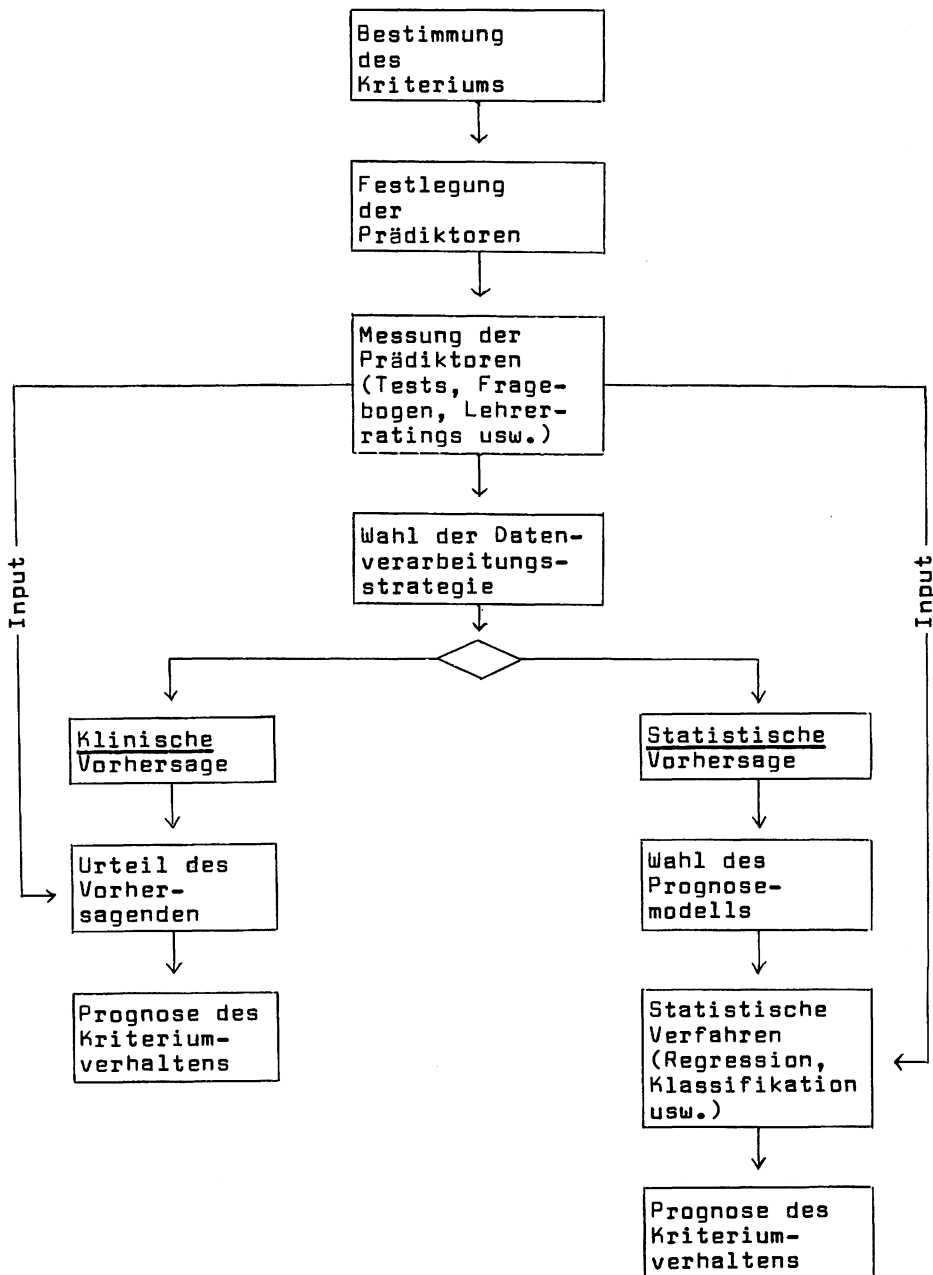 Bestimmung
des
Kriteriums
Festlegung
der
Prädiktoren
Messung der
Prädiktoren
(Tests, Frage-
bogen, Lehrer-
ratings usw.)
Wahl der Daten-
verarbeitungs-
strategie
Input
Input
Klinische
Vorhersage
Statistische
Vorhersage
Urteil des
Vorher-
sagenden
Wahl des
Prognose-
modells
Prognose des
Kriterium-
verhaltens
Statistische
Verfahren
(Regression,
Klassifikation
usw.)
Prognose des
Kriterium-
verhaltens